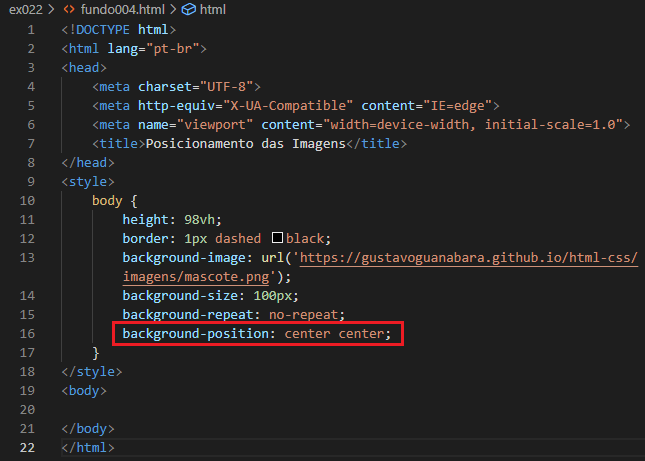 ex022 > fundo004.html > html
1 <!DOCTYPE html>
2 <html lang="pt-br">
3 <head>
4 <meta charset="UTF-8">
5 <meta http-equiv="X-UA-Compatible" content="IE=edge">
6 <meta name="viewport" content="width=device-width, initial-scale=1.0">
7 <title>Posicionamento das Imagens</title>
8 </head>
9 <style>
10 body {
11 height: 98vh;
12 border: 1px dashed black;
13 background-image: url('https://gustavoguanabara.github.io/html-css/
imagens/mascote.png');
14 background-size: 100px;
15 background-repeat: no-repeat;
16 background-position: center center;
17 }
18 </style>
19 <body>
20
21 </body>
22 </html>